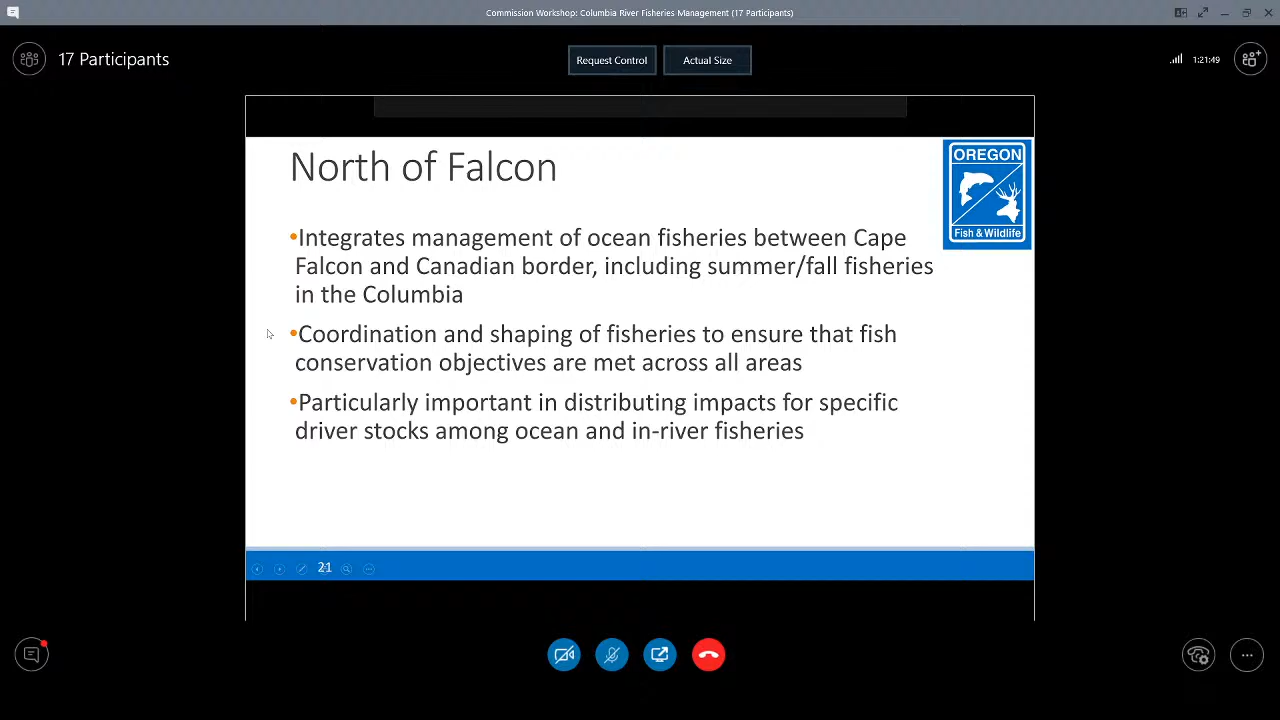 Commission Workshop: Columbia River Fisheries Management (17 Participants)
17 Participants
Request Control
Actual Size
1:21:49
North of Falcon
OREGON
Fish & Wildlife
•Integrates management of ocean fisheries between Cape
Falcon and Canadian border, including summer/fall fisheries
in the Columbia
•Coordination and shaping of fisheries to ensure that fish
conservation objectives are met across all areas
•Particularly important in distributing impacts for specific
driver stocks among ocean and in-river fisheries
21